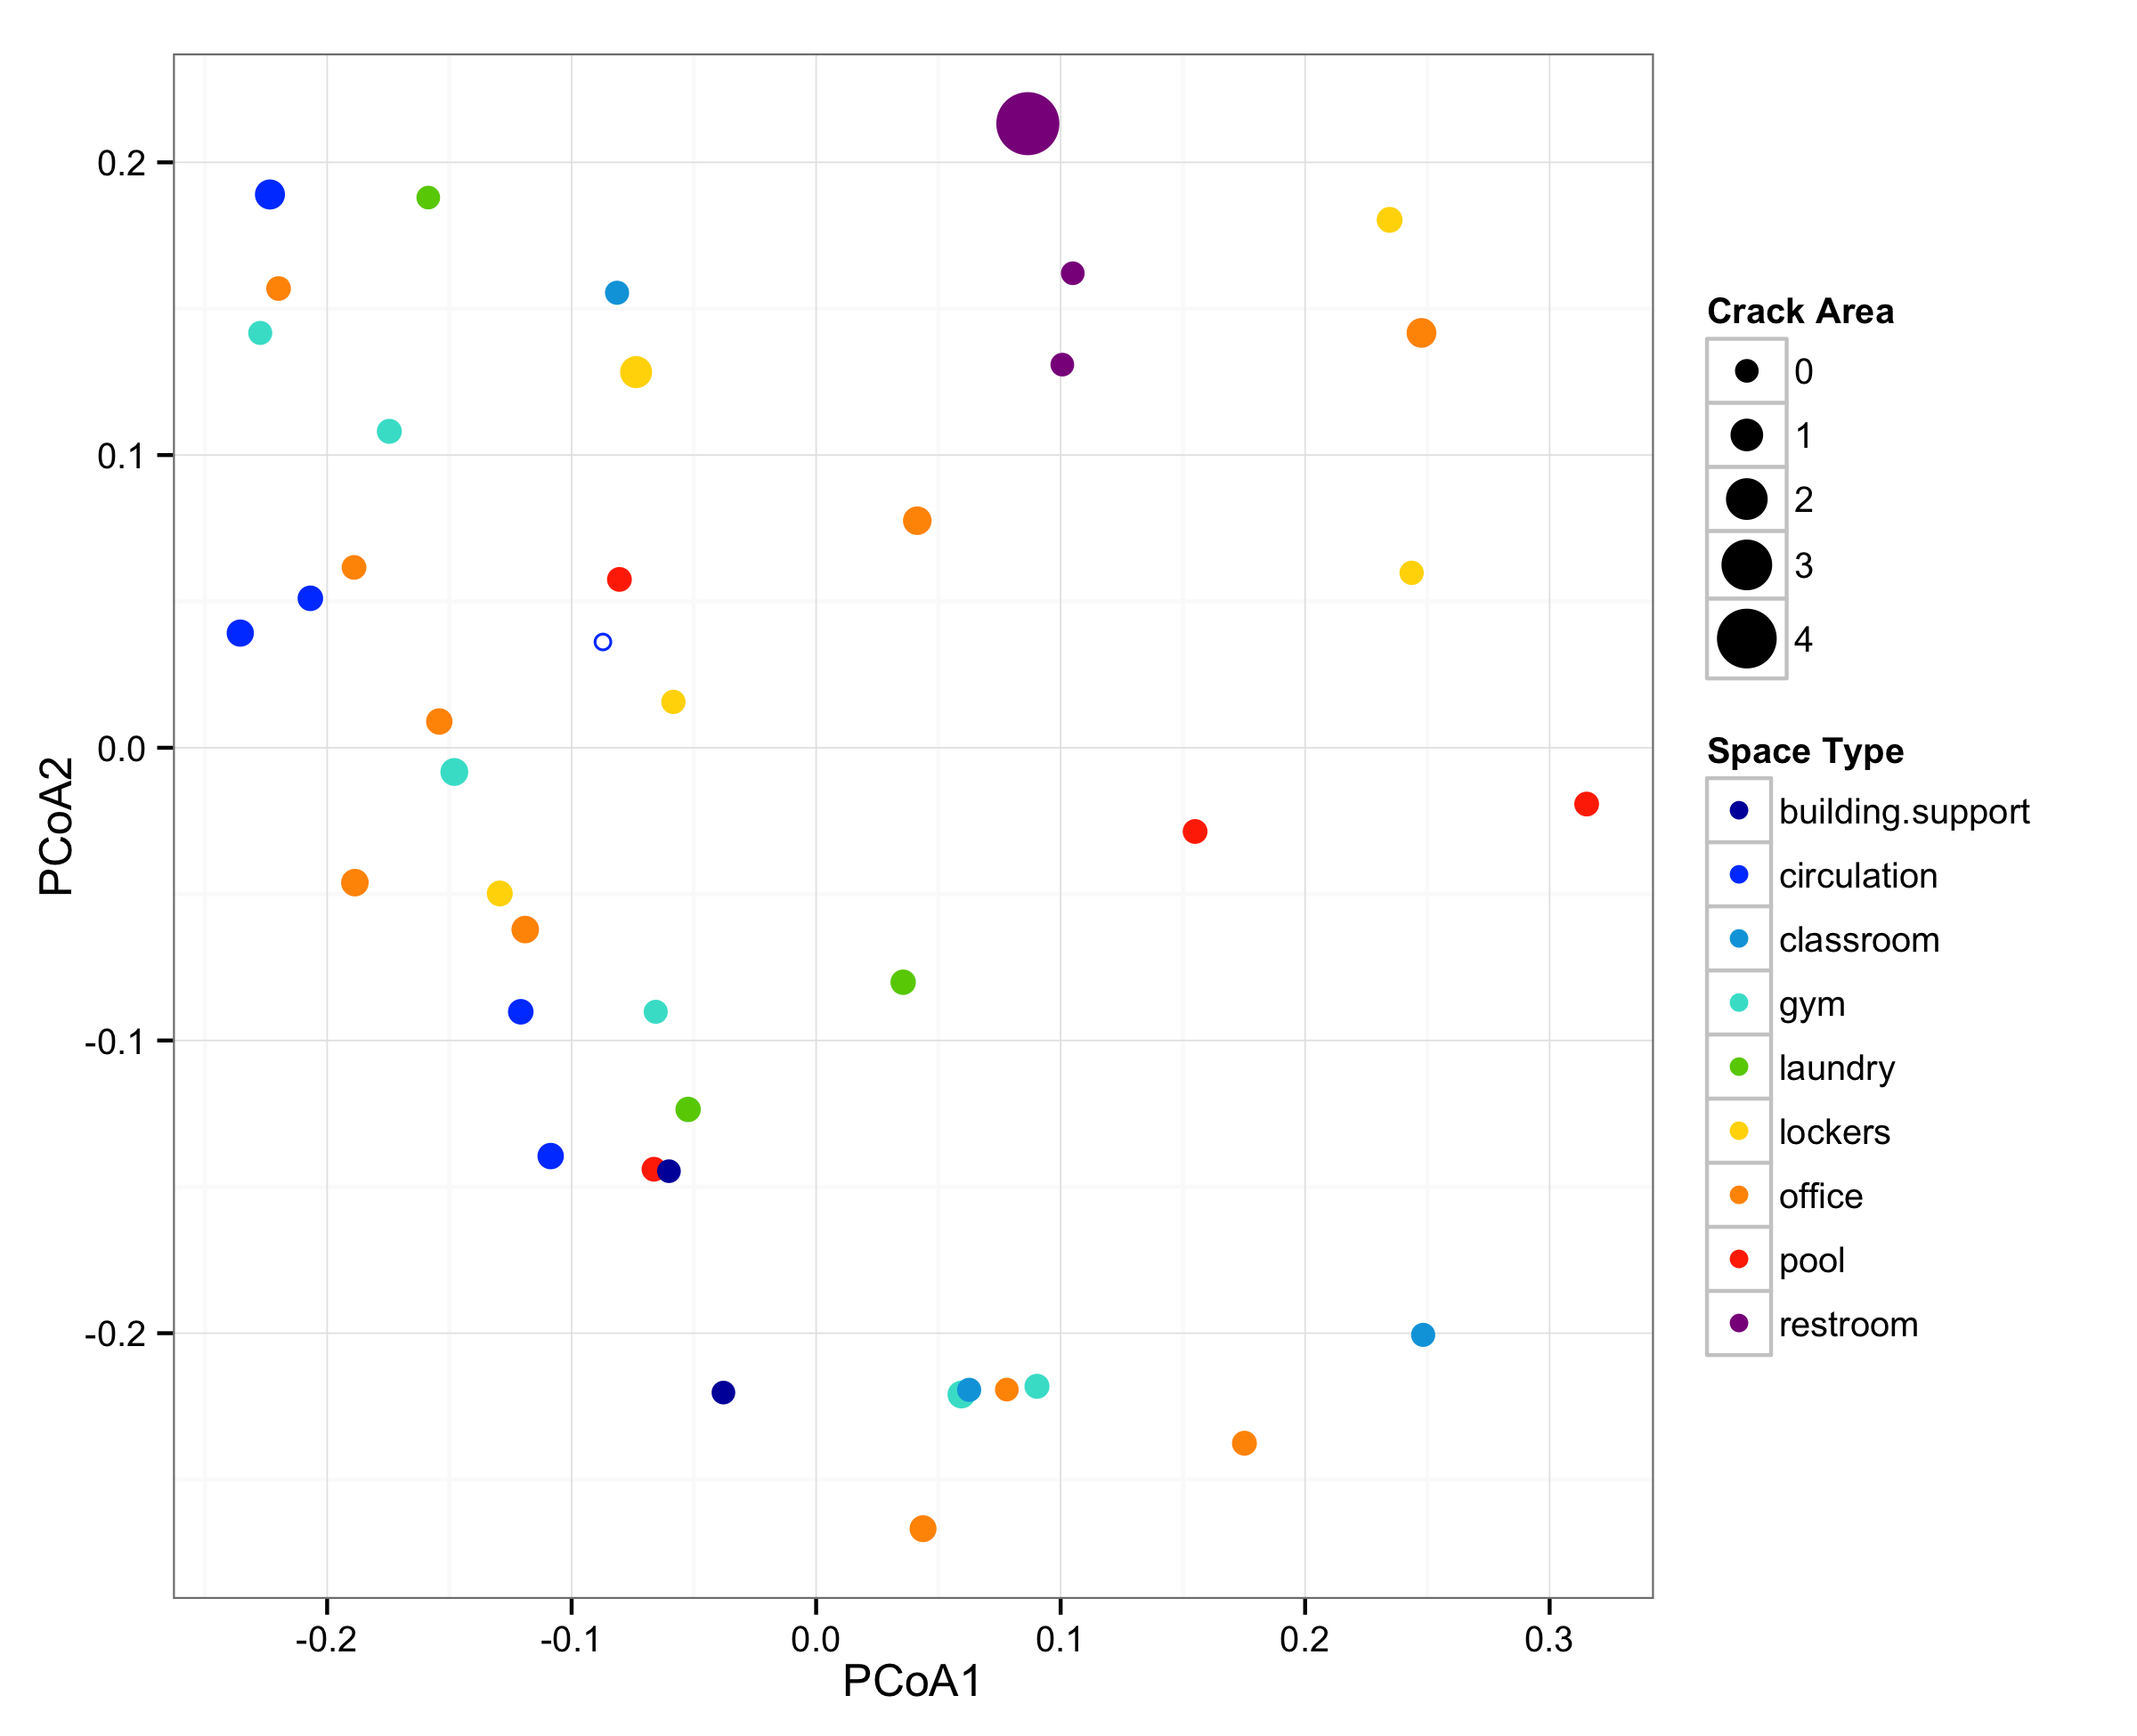 0.2
0.1
0.0
-0.1
-0.2
PCoA2
-0.2
-0.1
0.0
0.1
0.2
0.3
PCoA1
Crack Area
0
1
2
3
4
Space Type
building.support
circulation
classroom
gym
laundry
lockers
office
pool
restroom